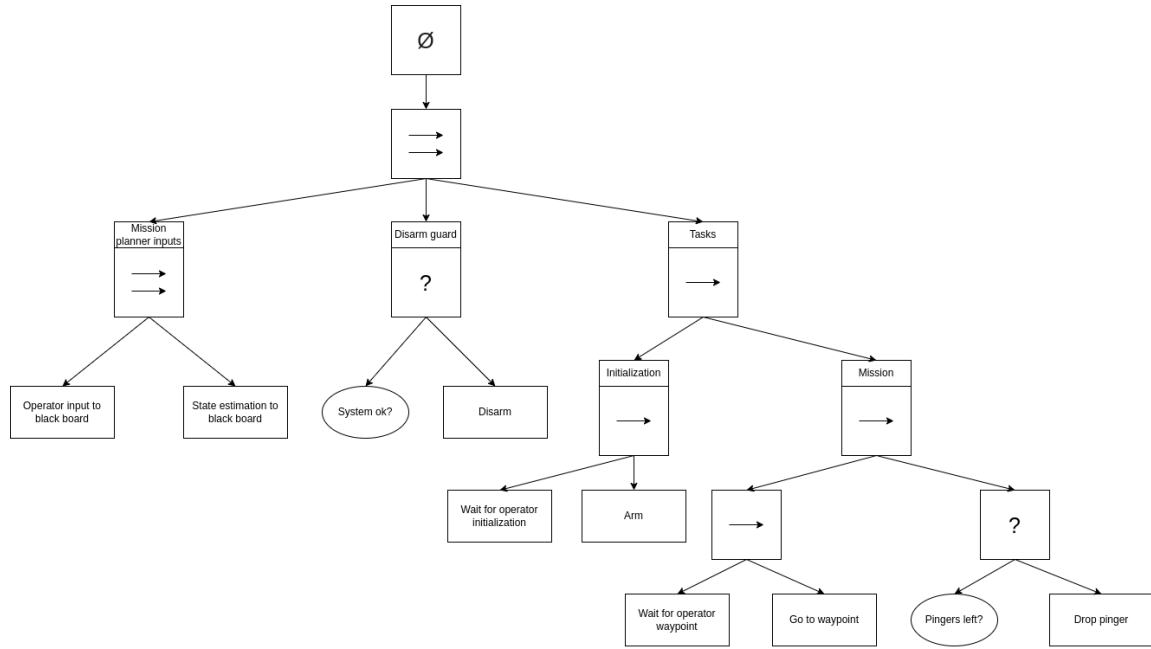 Ø
Mission
planner inputs
Disarm guard
?
Tasks
Operator input to
black board
State estimation to
black board
System ok?
Disarm
Initialization
Mission
Wait for operator
initialization
Arm
?
Wait for operator
waypoint
Go to waypoint
Pingers left?
Drop pinger